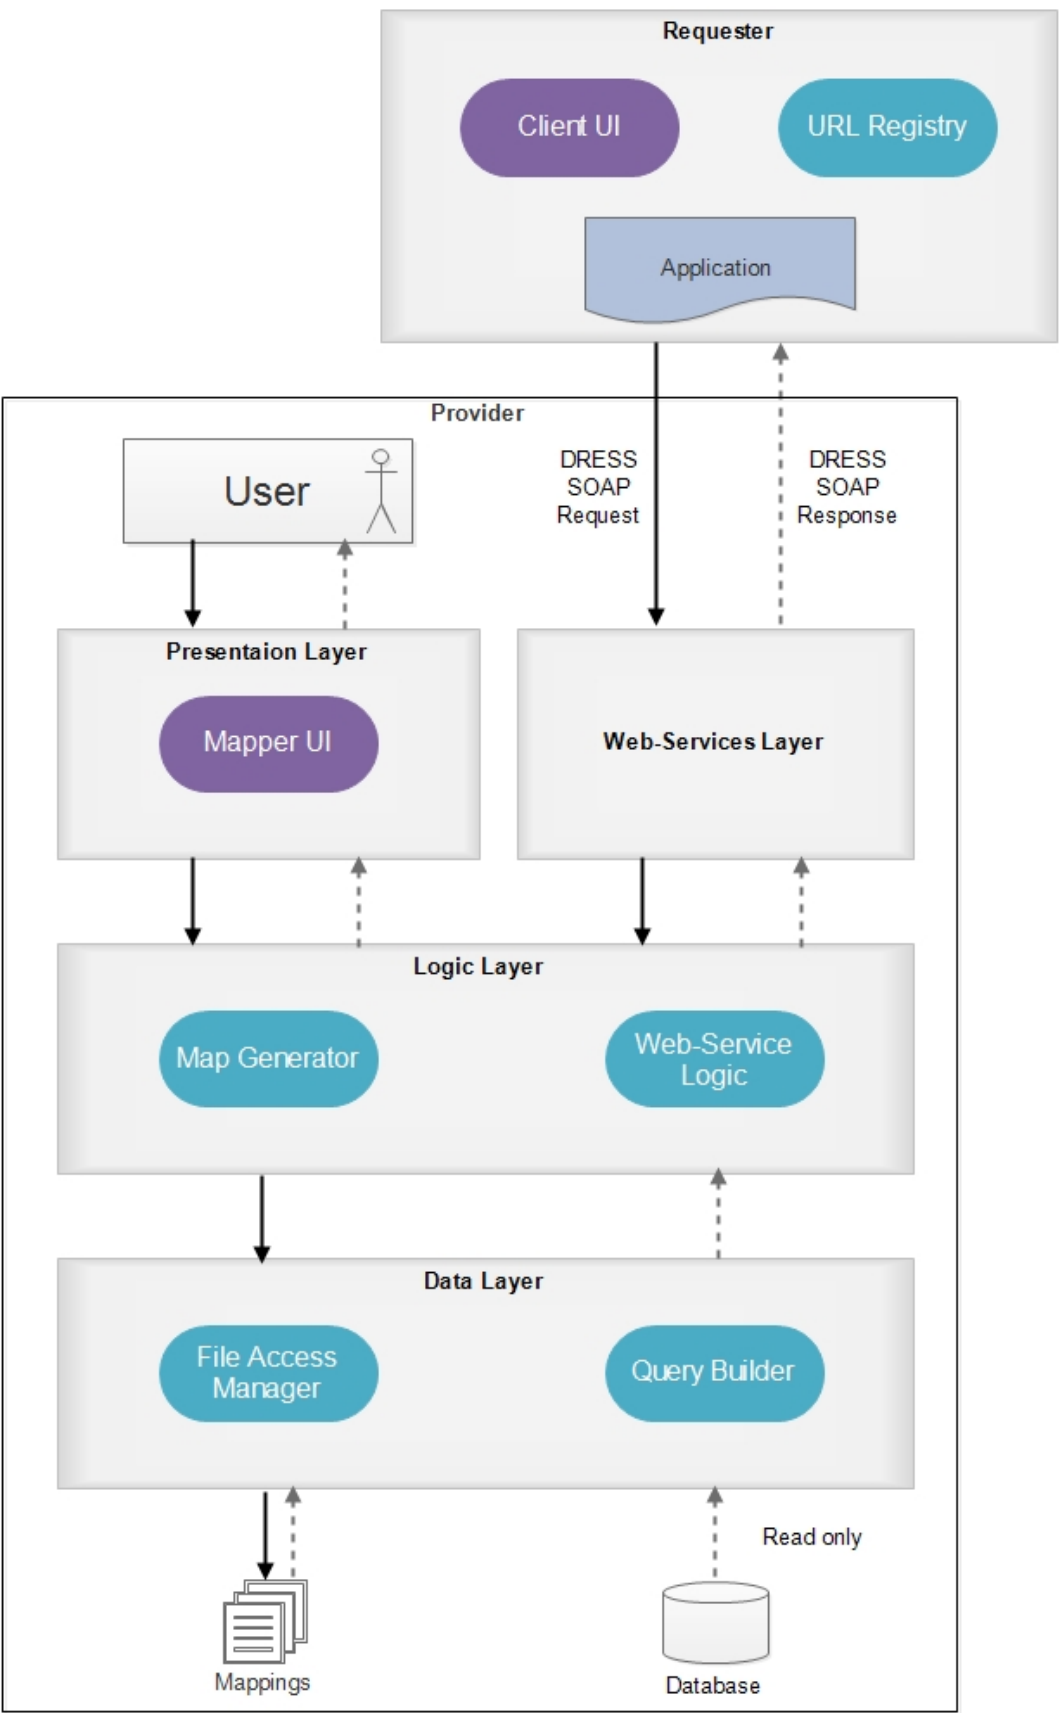 Requester
Client UI
URL Registry
Application
Provider
User
DRESS
SOAP
Request
DRESS
SOAP
Response
Presentaion Layer
Mapper UI
Web-Services Layer
Logic Layer
Map Generator
Web-Service
Logic
Data Layer
File Access
Manager
Query Builder
Read only
Mappings
Database